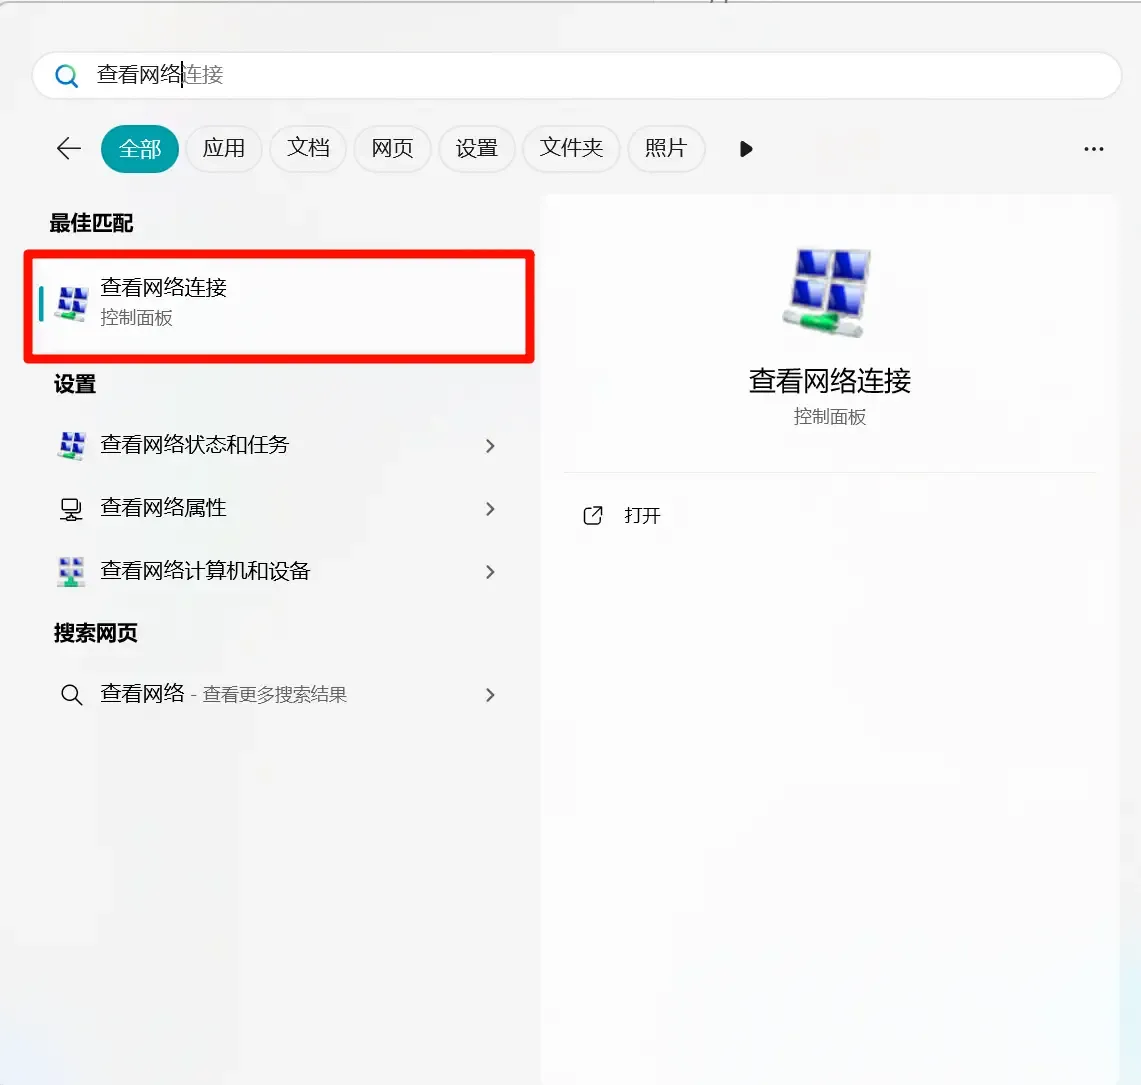 查看网络连接
全部 应用 文档 网页 设置 文件夹 照片
最佳匹配
查看网络连接
控制面板
设置
查看网络状态和任务
查看网络属性
查看网络计算机和设备
搜索网页
查看网络 - 查看更多搜索结果
查看网络连接
控制面板
打开